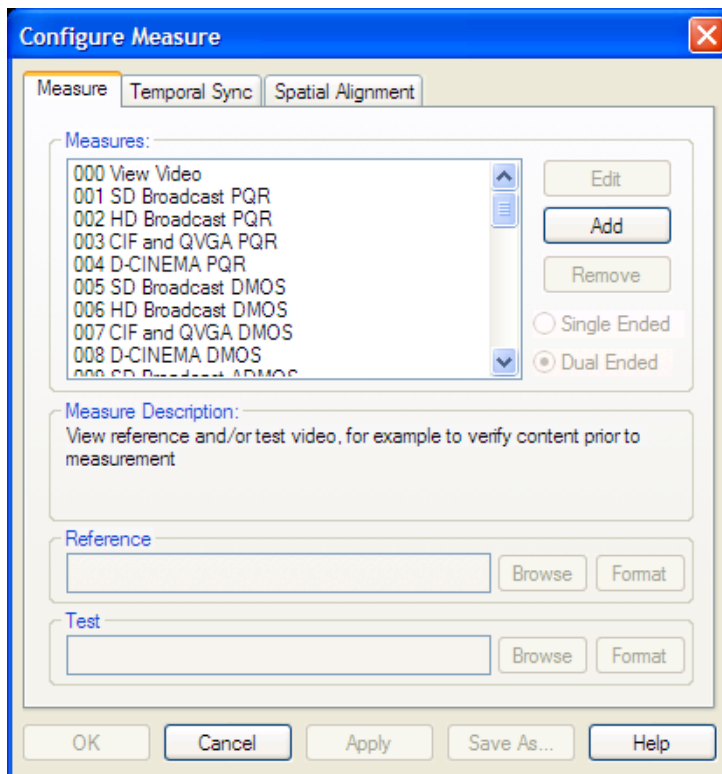 Configure Measure
Measure
Temporal Sync
Spatial Alignment
Measures:
000 View Video
001 SD Broadcast PQR
002 HD Broadcast PQR
003 CIF and QVGA PQR
004 D-CINEMA PQR
005 SD Broadcast DMOS
006 HD Broadcast DMOS
007 CIF and QVGA DMOS
008 D-CINEMA DMOS
009 SD Broadcast ADMOS
Edit
Add
Remove
Single Ended
Dual Ended
Measure Description:
View reference and/or test video, for example to verify content prior to
measurement
Reference
Browse
Format
Test
Browse
Format
OK
Cancel
Apply
Save As...
Help